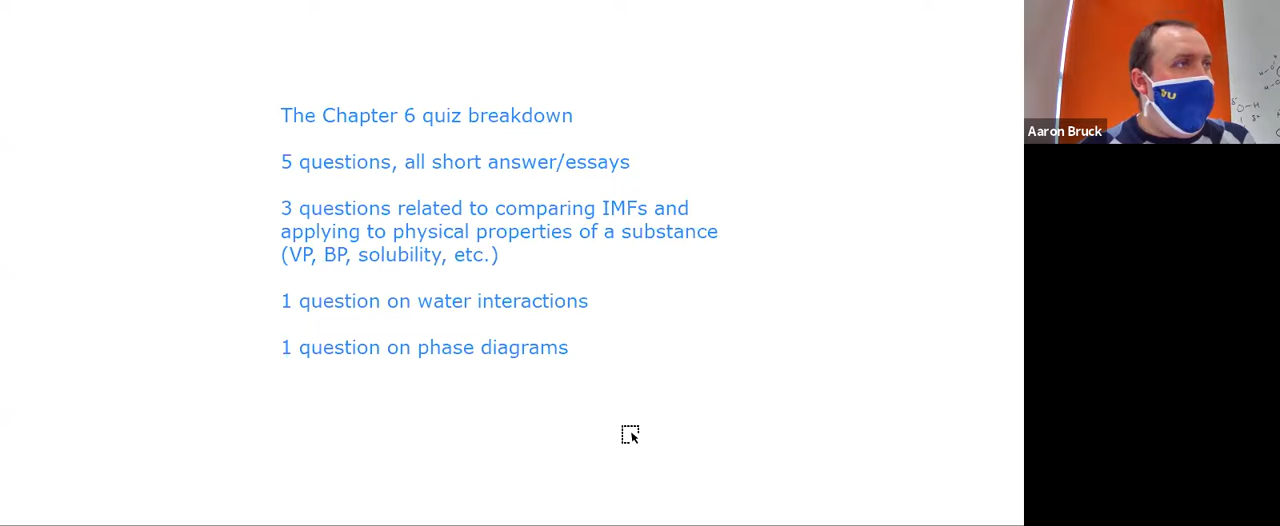 The Chapter 6 quiz breakdown
5 questions, all short answer/essays
3 questions related to comparing IMFs and
applying to physical properties of a substance
(VP, BP, solubility, etc.)
1 question on water interactions
1 question on phase diagrams
Aaron Bruck